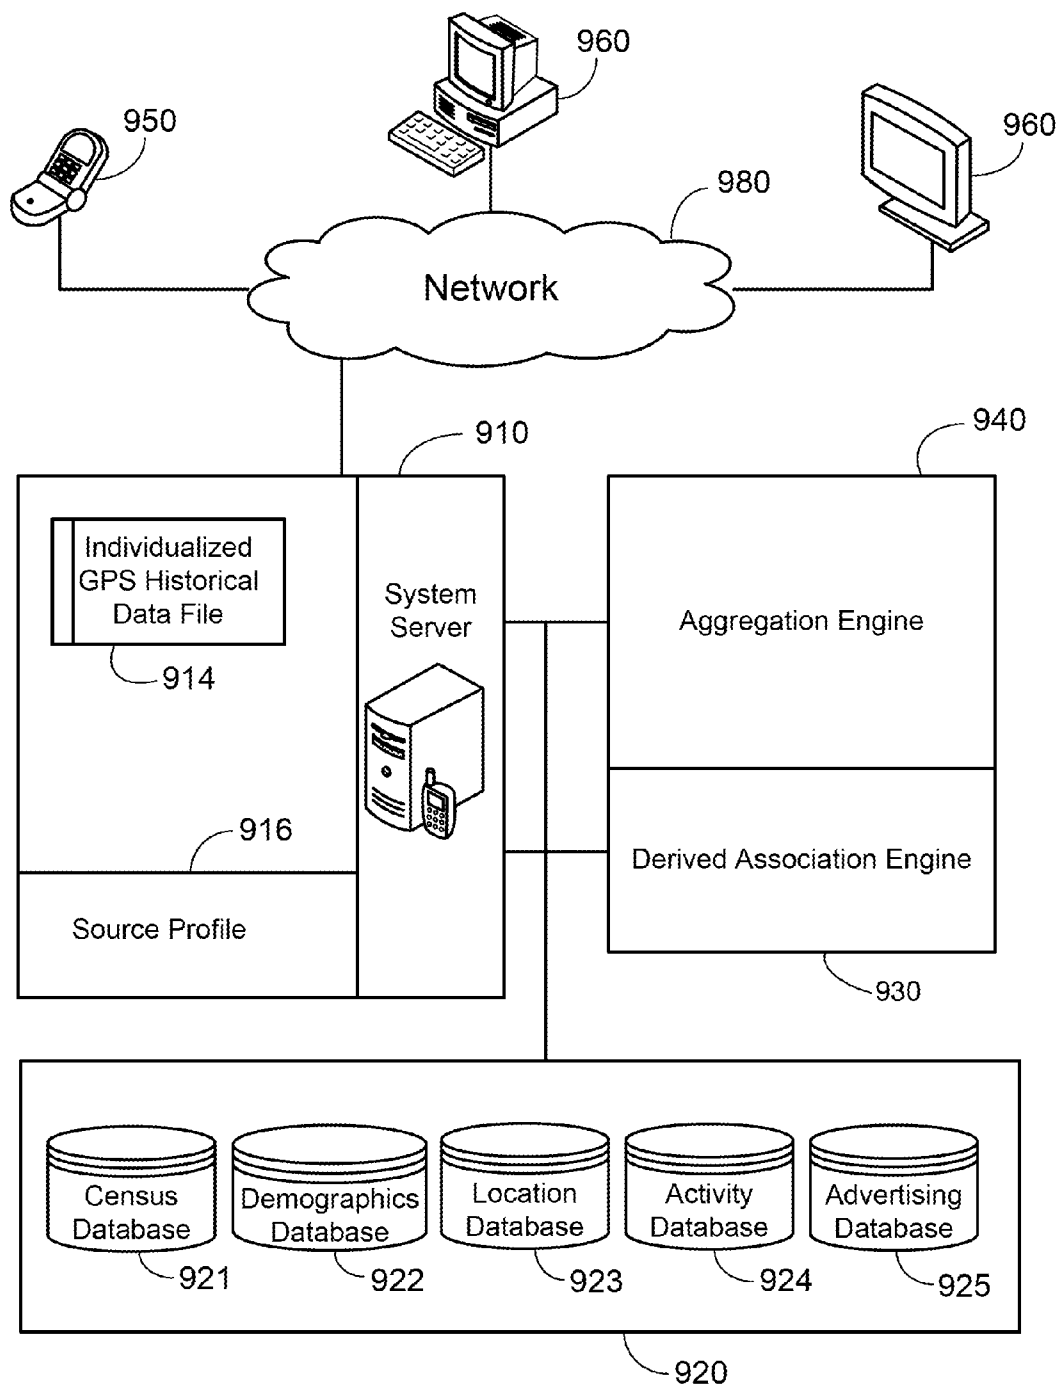 960
950
960
980
Network
910
940
Individualized
GPS Historical
Data File
914
System
Server
Aggregation Engine
916
Source Profile
Derived Association Engine
930
Census
Database
Demographics
Database
Location
Database
Activity
Database
Advertising
Database
921
922
923
924
925
920